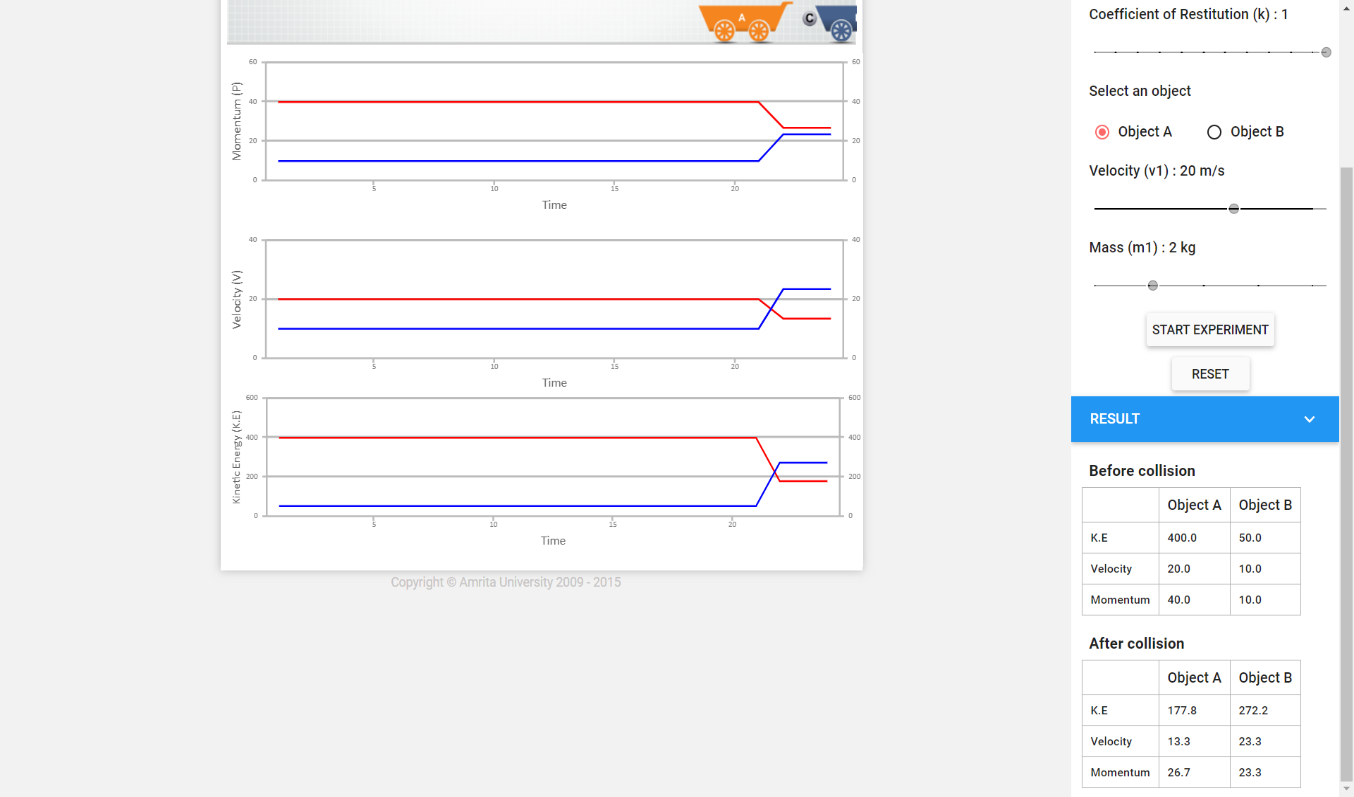 A
C
60
60
Momentum (P)
40
40
20
20
0
0
5
10
15
20
Time
40
40
Velocity (V)
20
20
0
0
5
10
15
20
Time
600
600
Kinetic Energy (K.E)
400
400
200
200
0
0
5
10
15
20
Time
Copyright © Amrita University 2009 - 2015
Coefficient of Restitution (k) : 1
Select an object
Object A Object B
Velocity (v1) : 20 m/s
Mass (m1) : 2 kg
START EXPERIMENT
RESET
RESULT
Before collision
Object A Object B
K.E 400.0 50.0
Velocity 20.0 10.0
Momentum 40.0 10.0
After collision
Object A Object B
K.E 177.8 272.2
Velocity 13.3 23.3
Momentum 26.7 23.3